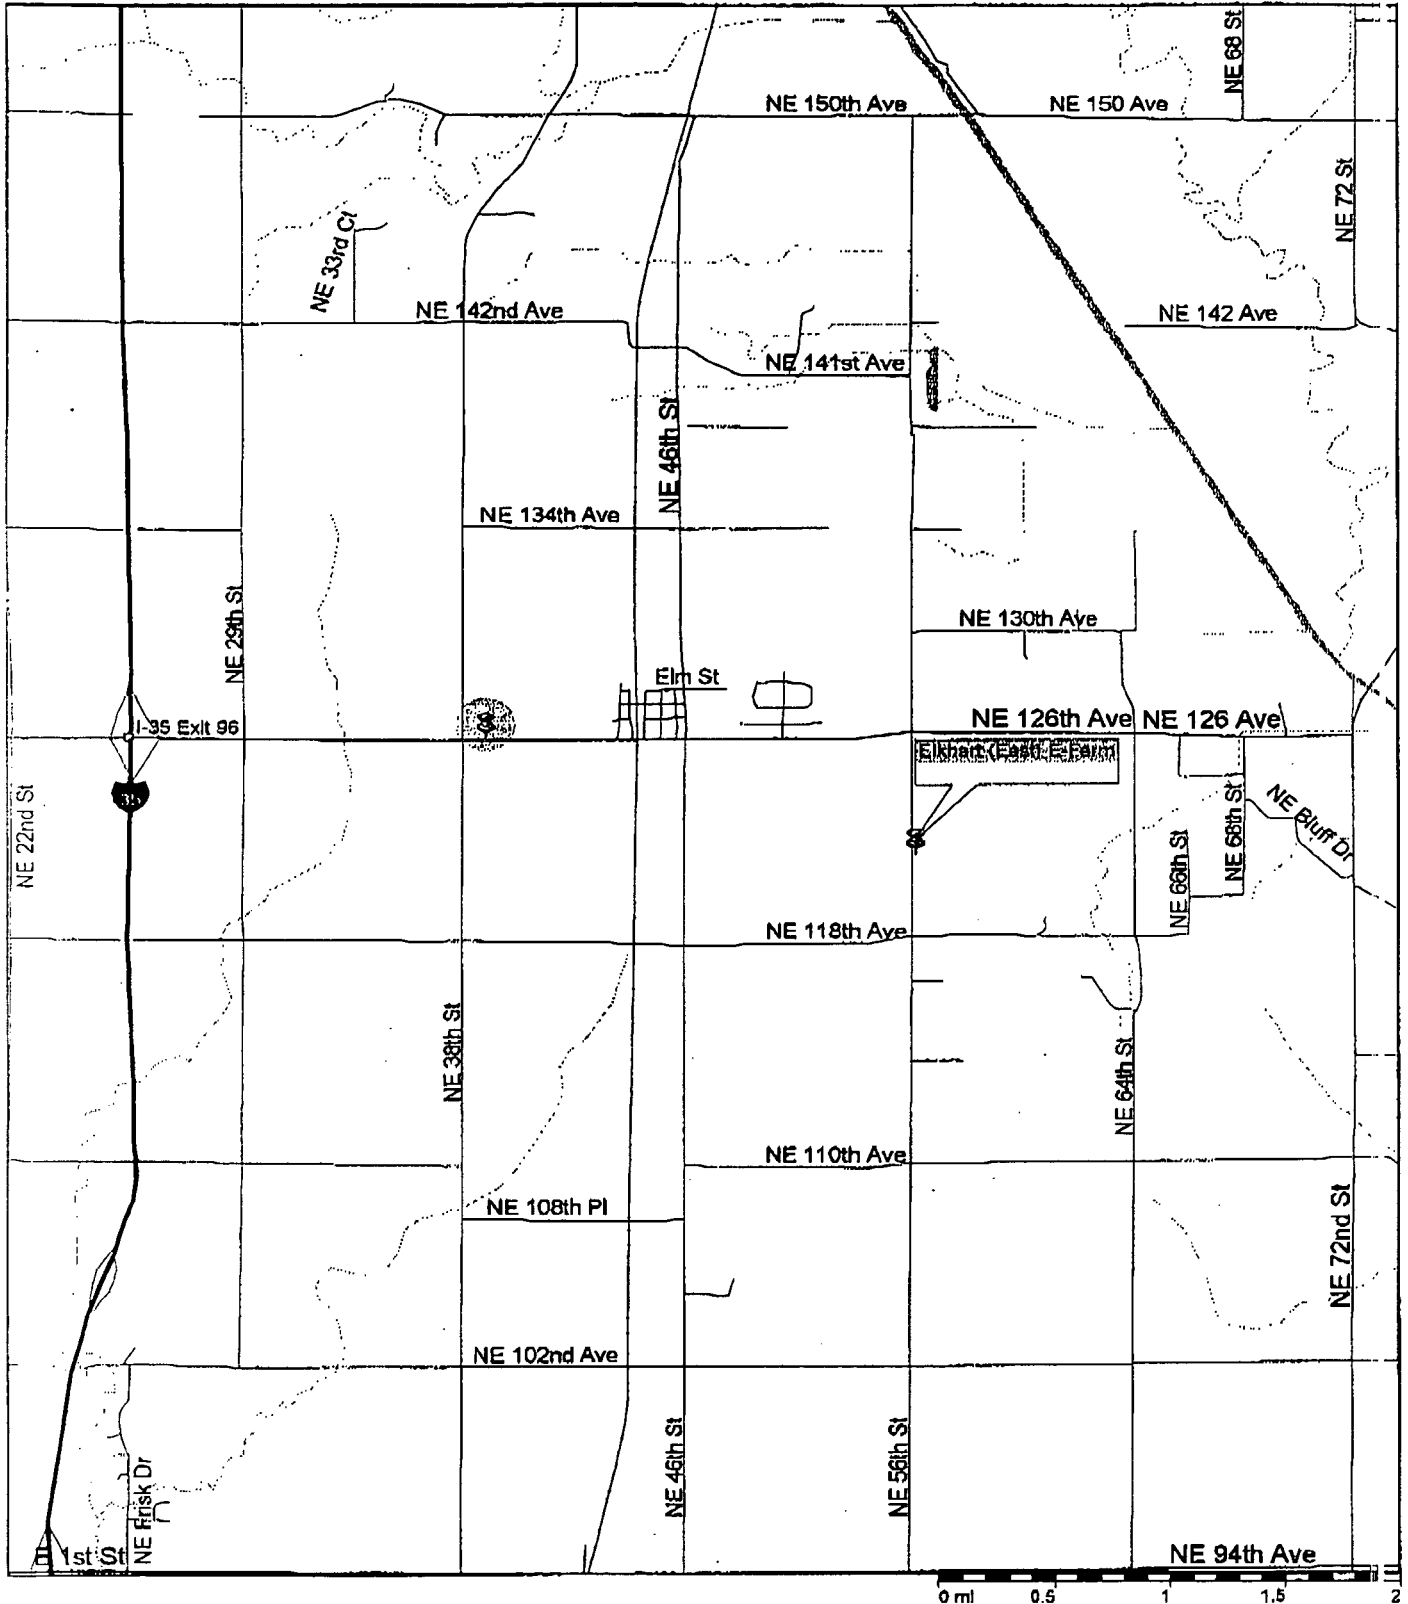 NE 68 St
NE 150th Ave
NE 150 Ave
NE 72 St
NE 33rd Ct
NE 142nd Ave
NE 142 Ave
NE 141st Ave
NE 46th St
NE 134th Ave
NE 29th St
NE 130th Ave
Elm St
I-35 Exit 96
NE 126th Ave
NE 126 Ave
Elkhart (East) E-Farm
35
NE 22nd St
NE Bluff Dr
NE 68th St
NE 66th St
NE 118th Ave
NE 38th St
NE 64th St
NE 110th Ave
NE 108th Pl
NE 72nd St
NE 102nd Ave
NE 46th St
NE 56th St
NE Frisk Dr
E 1st St
NE 94th Ave
0 mi 0.5 1 1.5 2